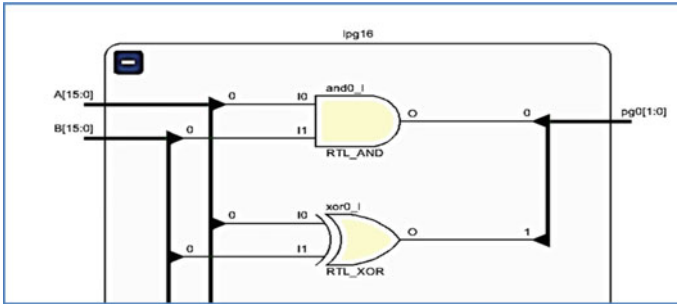 lpg16
and0_i
A[15:0]
0
I0
O
0
pg0[1:0]
B[15:0]
0
I1
RTL_AND
xor0_i
0
I0
O
1
0
I1
RTL_XOR